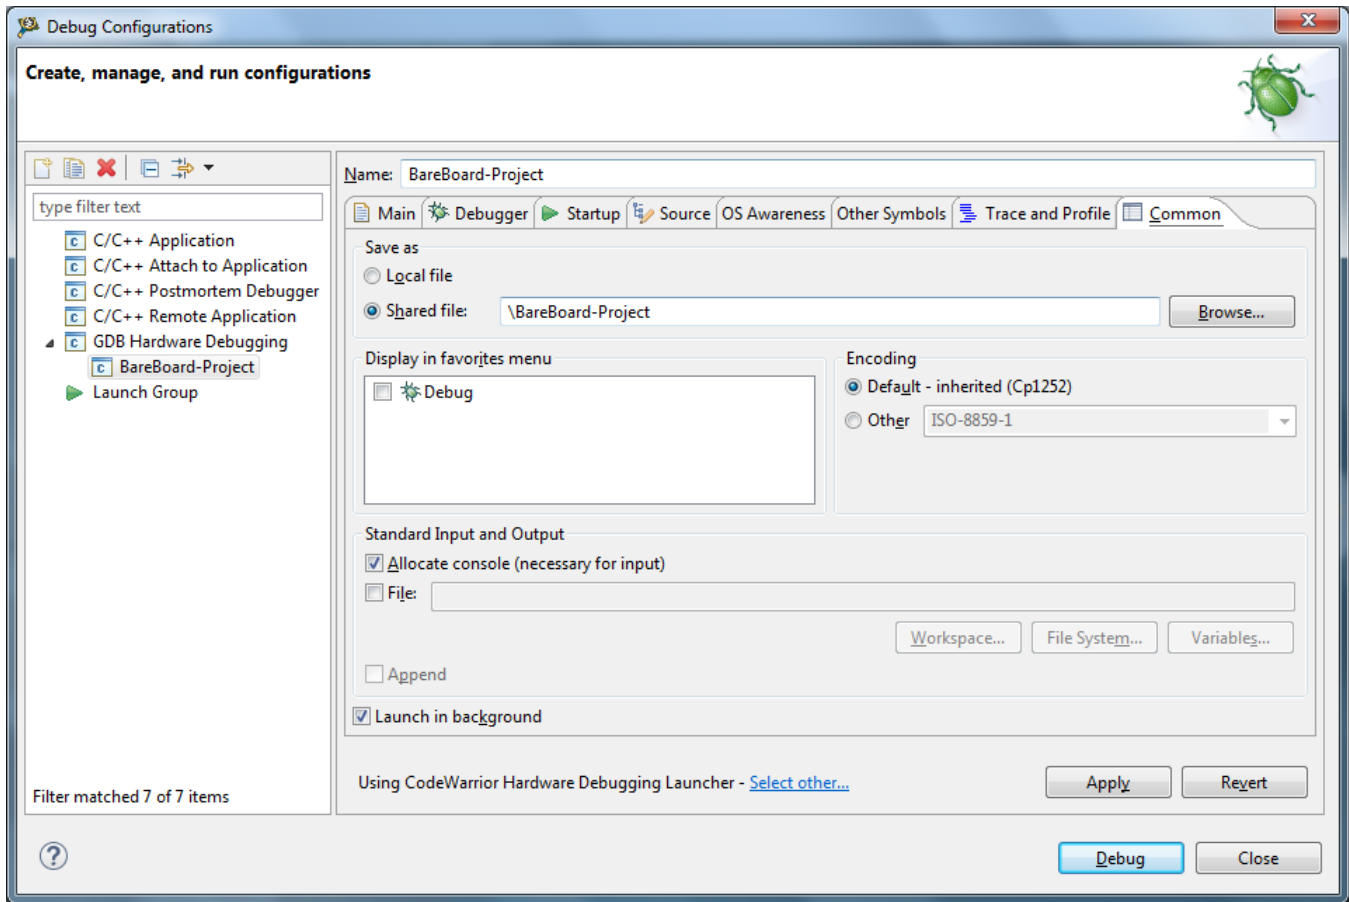 Debug Configurations
Create, manage, and run configurations
type filter text
C/C++ Application
C/C++ Attach to Application
C/C++ Postmortem Debugger
C/C++ Remote Application
GDB Hardware Debugging
BareBoard-Project
Launch Group
Filter matched 7 of 7 items
Name: BareBoard-Project
Main Debugger Startup Source OS Awareness Other Symbols Trace and Profile Common
Save as
Local file
Shared file: \BareBoard-Project Browse...
Display in favorites menu
Debug
Encoding
Default - inherited (Cp1252)
Other ISO-8859-1
Standard Input and Output
Allocate console (necessary for input)
File:
Workspace... File System... Variables...
Append
Launch in background
Using CodeWarrior Hardware Debugging Launcher - Select other...
Apply Revert
Debug Close